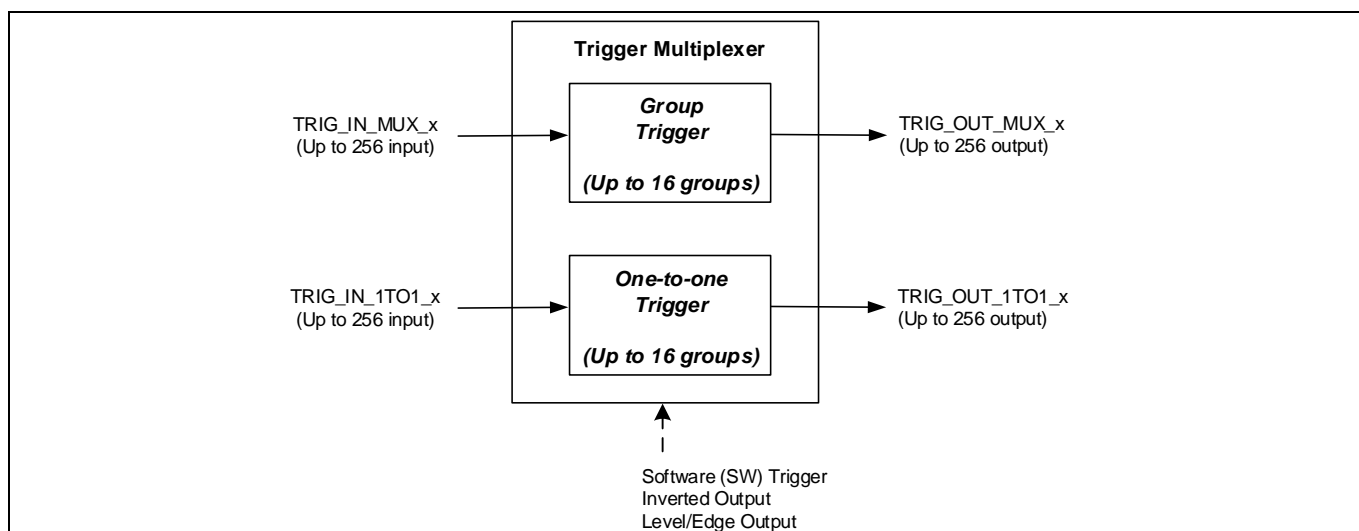 Trigger Multiplexer
Group
Trigger
(Up to 16 groups)
TRIG_IN_MUX_x
(Up to 256 input)
TRIG_OUT_MUX_x
(Up to 256 output)
One-to-one
Trigger
(Up to 16 groups)
TRIG_IN_1TO1_x
(Up to 256 input)
TRIG_OUT_1TO1_x
(Up to 256 output)
Software (SW) Trigger
Inverted Output
Level/Edge Output